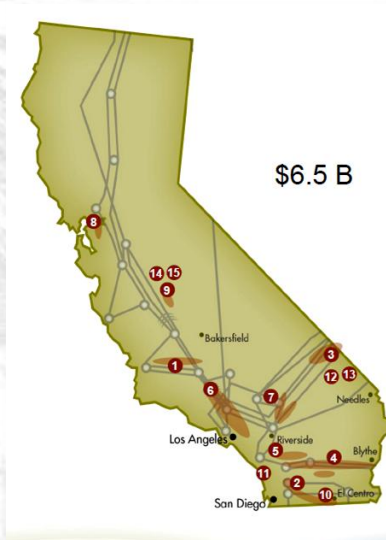 $6.5 B
8
14 15
9
Bakersfield
3
1
12 13
6
7
Needles
Los Angeles
Riverside
5
4
Blythe
11
2
10 El Centro
San Diego